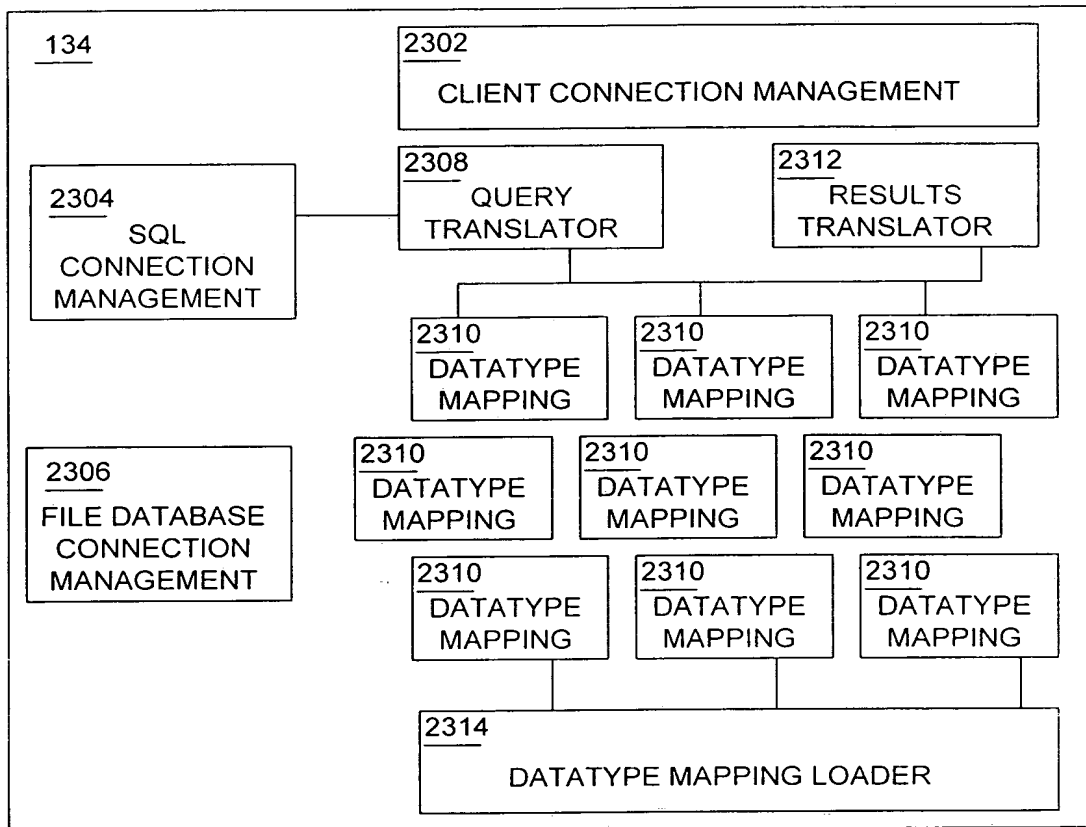 134
2302
CLIENT CONNECTION MANAGEMENT
2304
SQL
CONNECTION
MANAGEMENT
2308
QUERY
TRANSLATOR
2312
RESULTS
TRANSLATOR
2310
DATATYPE
MAPPING
2310
DATATYPE
MAPPING
2310
DATATYPE
MAPPING
2306
FILE DATABASE
CONNECTION
MANAGEMENT
2310
DATATYPE
MAPPING
2310
DATATYPE
MAPPING
2310
DATATYPE
MAPPING
2310
DATATYPE
MAPPING
2310
DATATYPE
MAPPING
2310
DATATYPE
MAPPING
2314
DATATYPE MAPPING LOADER